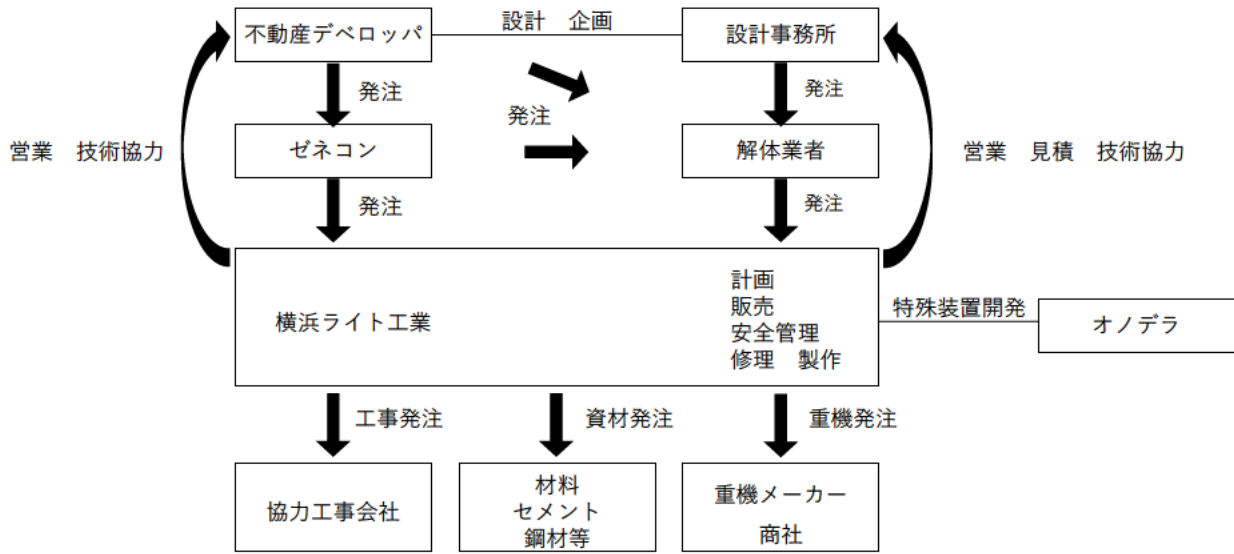 不動産デベロッパ
設計　企画
設計事務所
発注
発注
発注
ゼネコン
解体業者
営業　技術協力
営業　見積　技術協力
発注
発注
横浜ライト工業
計画
販売
安全管理
修理　製作
特殊装置開発
オノデラ
工事発注
資材発注
重機発注
協力工事会社
材料
セメント
鋼材等
重機メーカー
商社